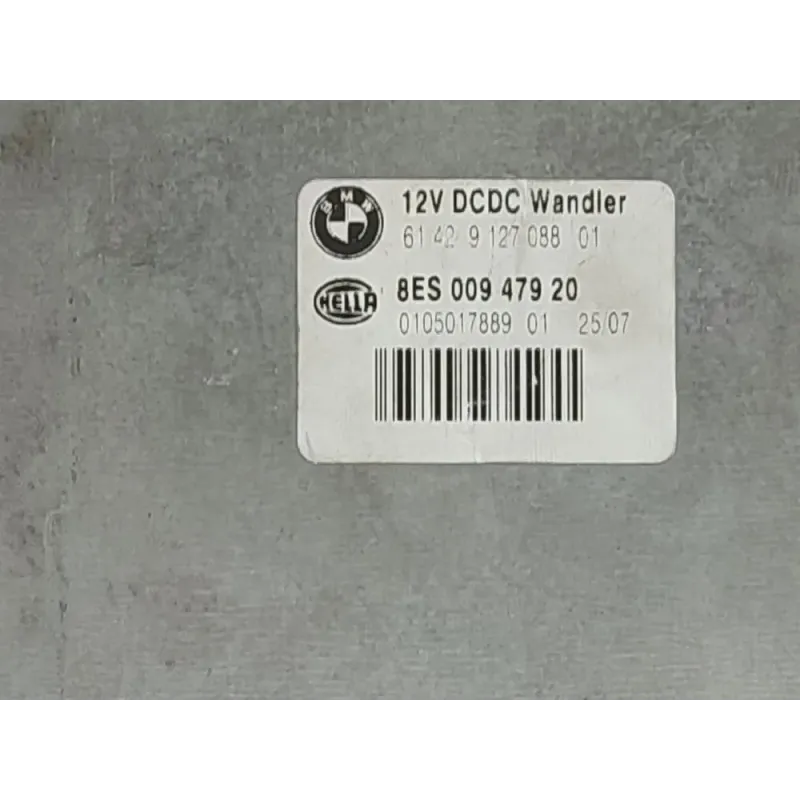 BMW
12V DCDC Wandler
61 42 9 127 088 01
HELLA
8ES 009 479 20
0105017889 01 25/07